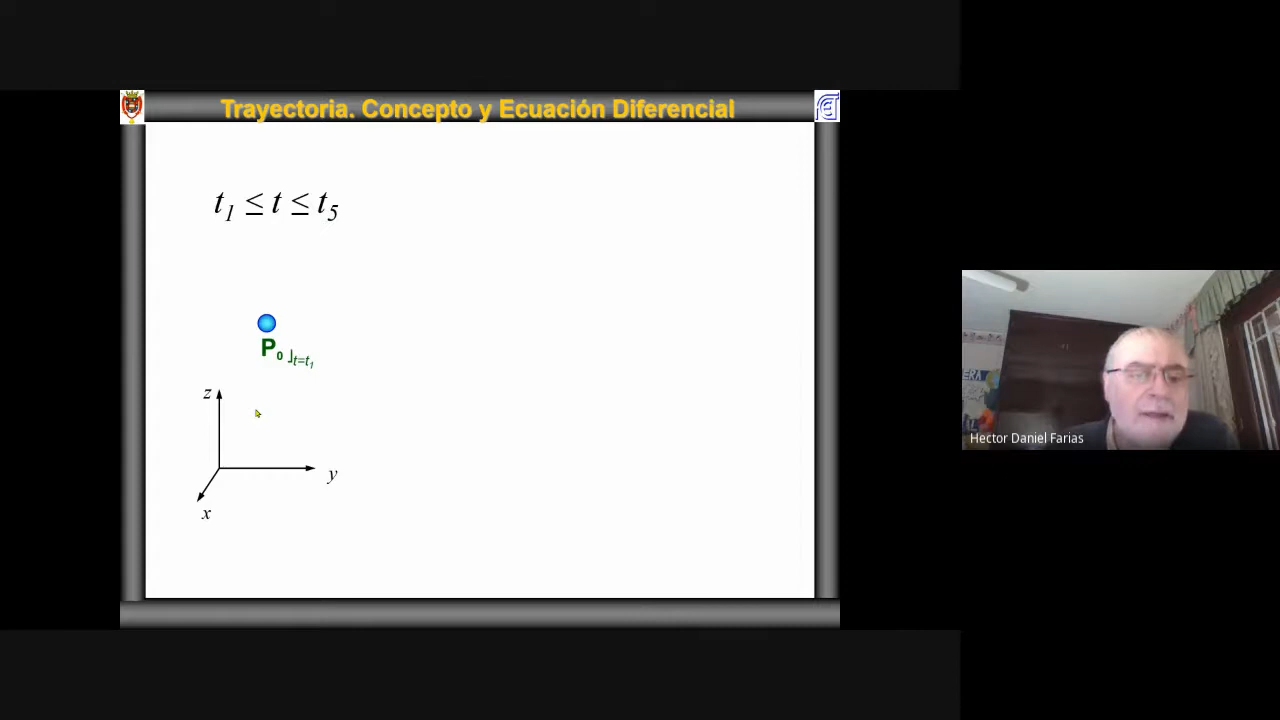 Trayectoria. Concepto y Ecuación Diferencial
t₁ ≤ t ≤ t₅
P₀ ⌋t=t₁
z
y
x
Hector Daniel Farias